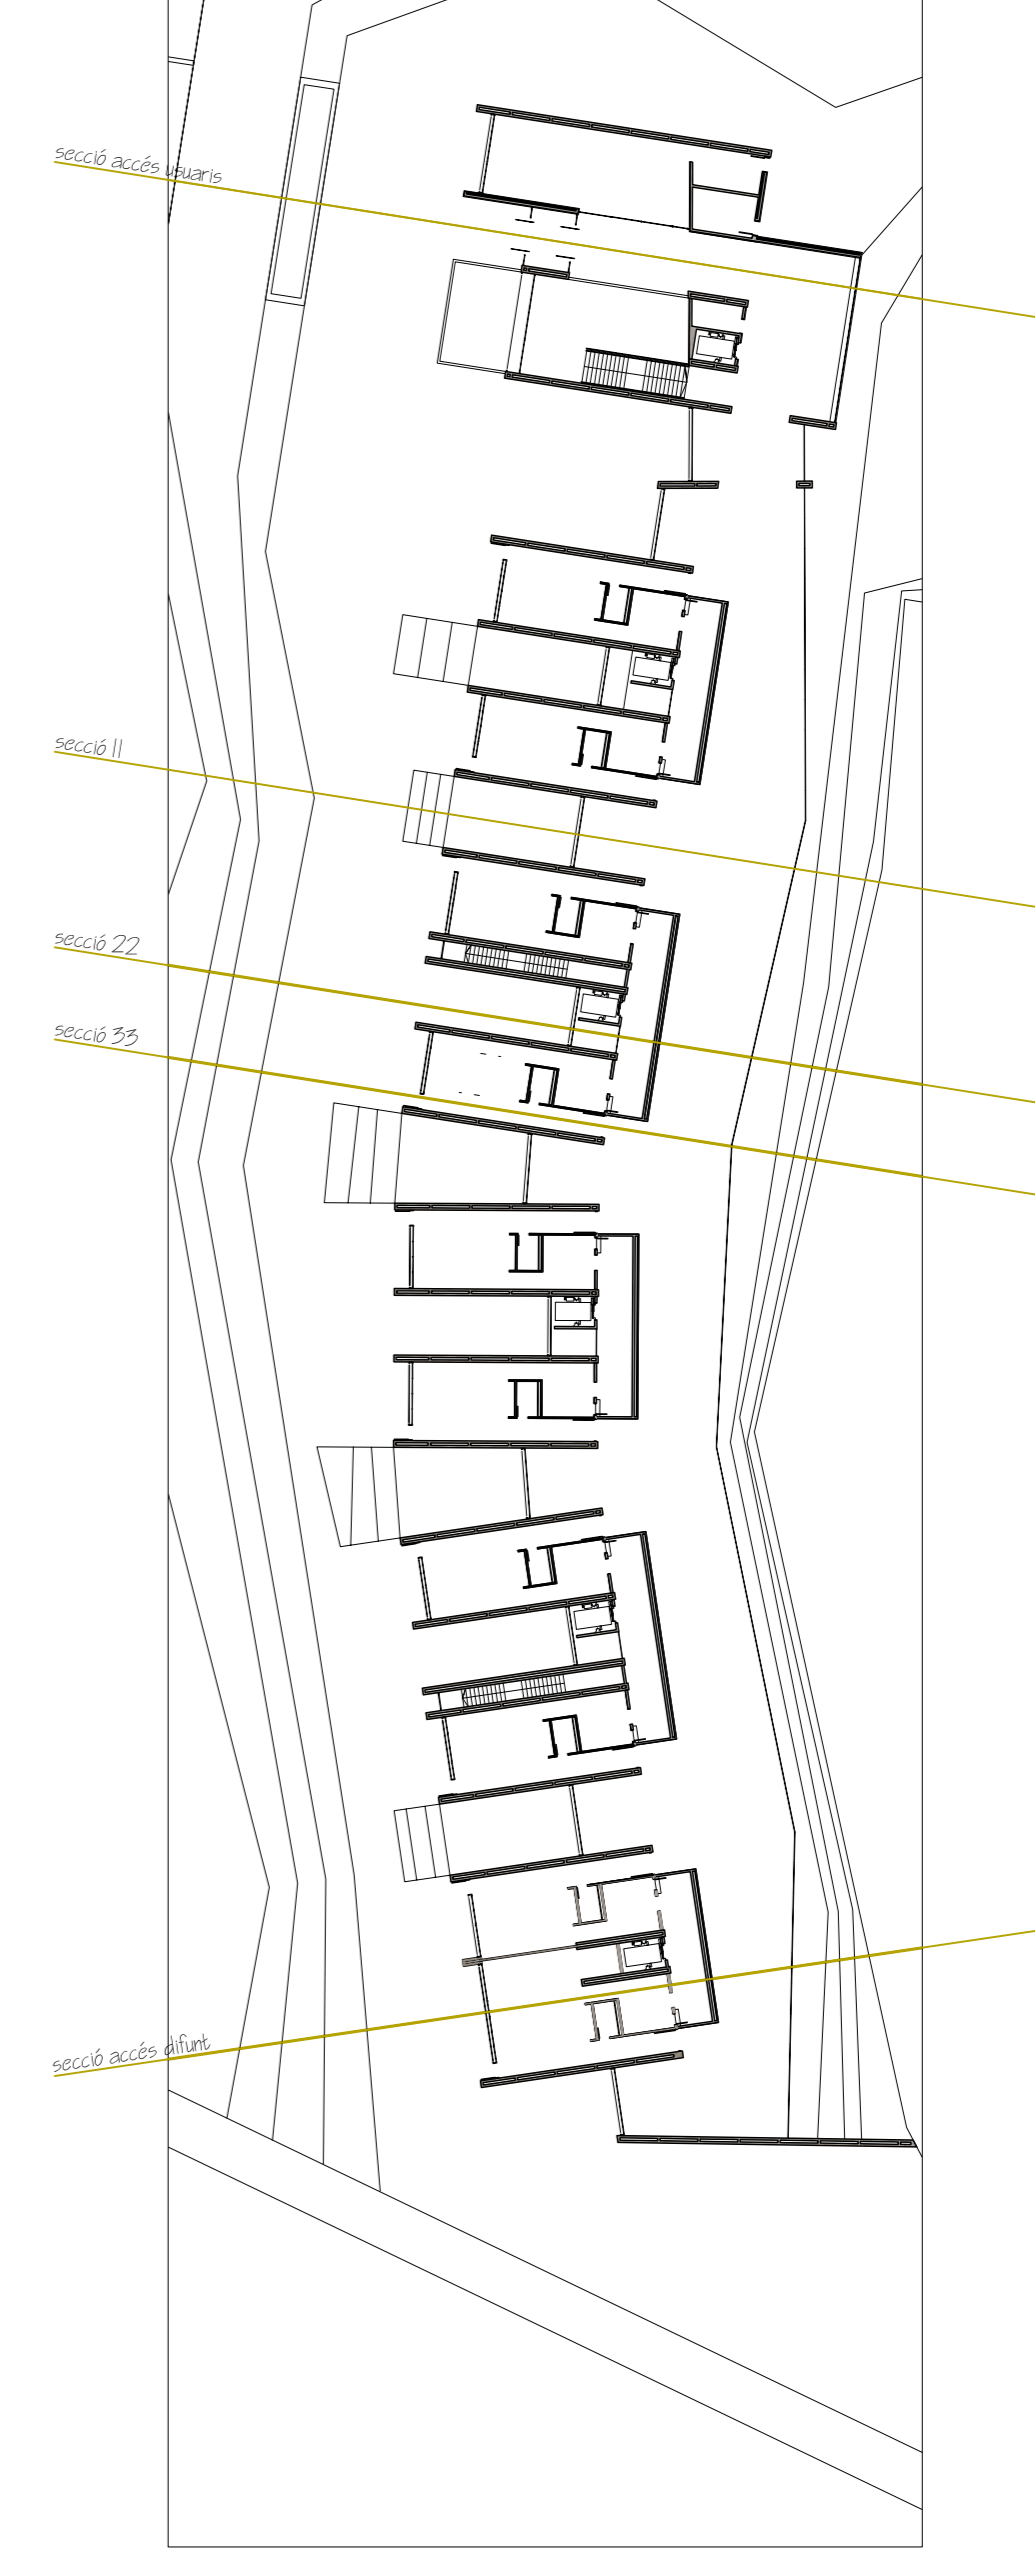 secció accés usuaris
secció 11
secció 22
secció 33
secció accés difunt